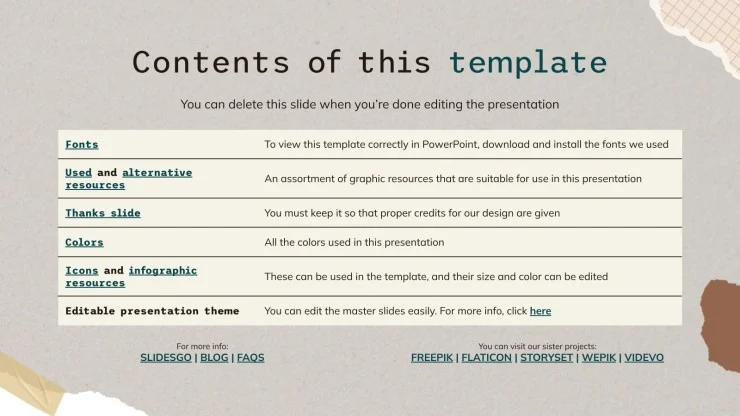 Contents of this template
You can delete this slide when you’re done editing the presentation
Fonts
To view this template correctly in PowerPoint, download and install the fonts we used
Used and alternative
resources
An assortment of graphic resources that are suitable for use in this presentation
Thanks slide
You must keep it so that proper credits for our design are given
Colors
All the colors used in this presentation
Icons and infographic
resources
These can be used in the template, and their size and color can be edited
Editable presentation theme
You can edit the master slides easily. For more info, click here
For more info:
SLIDESGO | BLOG | FAQS
You can visit our sister projects:
FREEPIK | FLATICON | STORYSET | WEPIK | VIDEVO